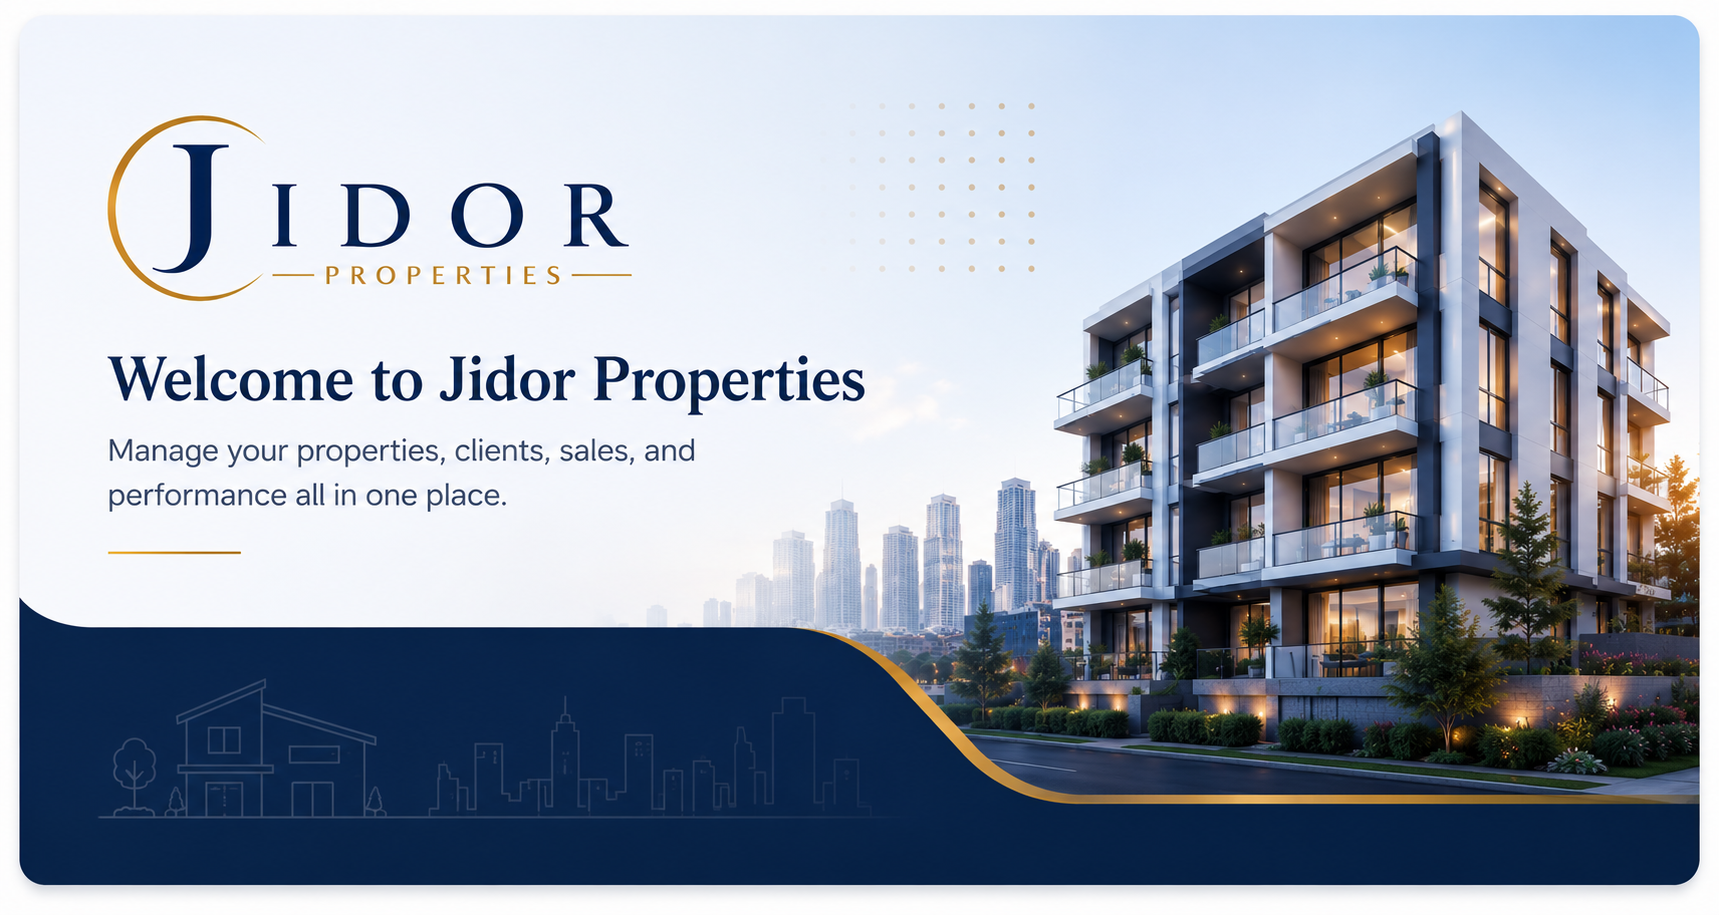 JIDOR
PROPERTIES
Welcome to Jidor Properties
Manage your properties, clients, sales, and
performance all in one place.